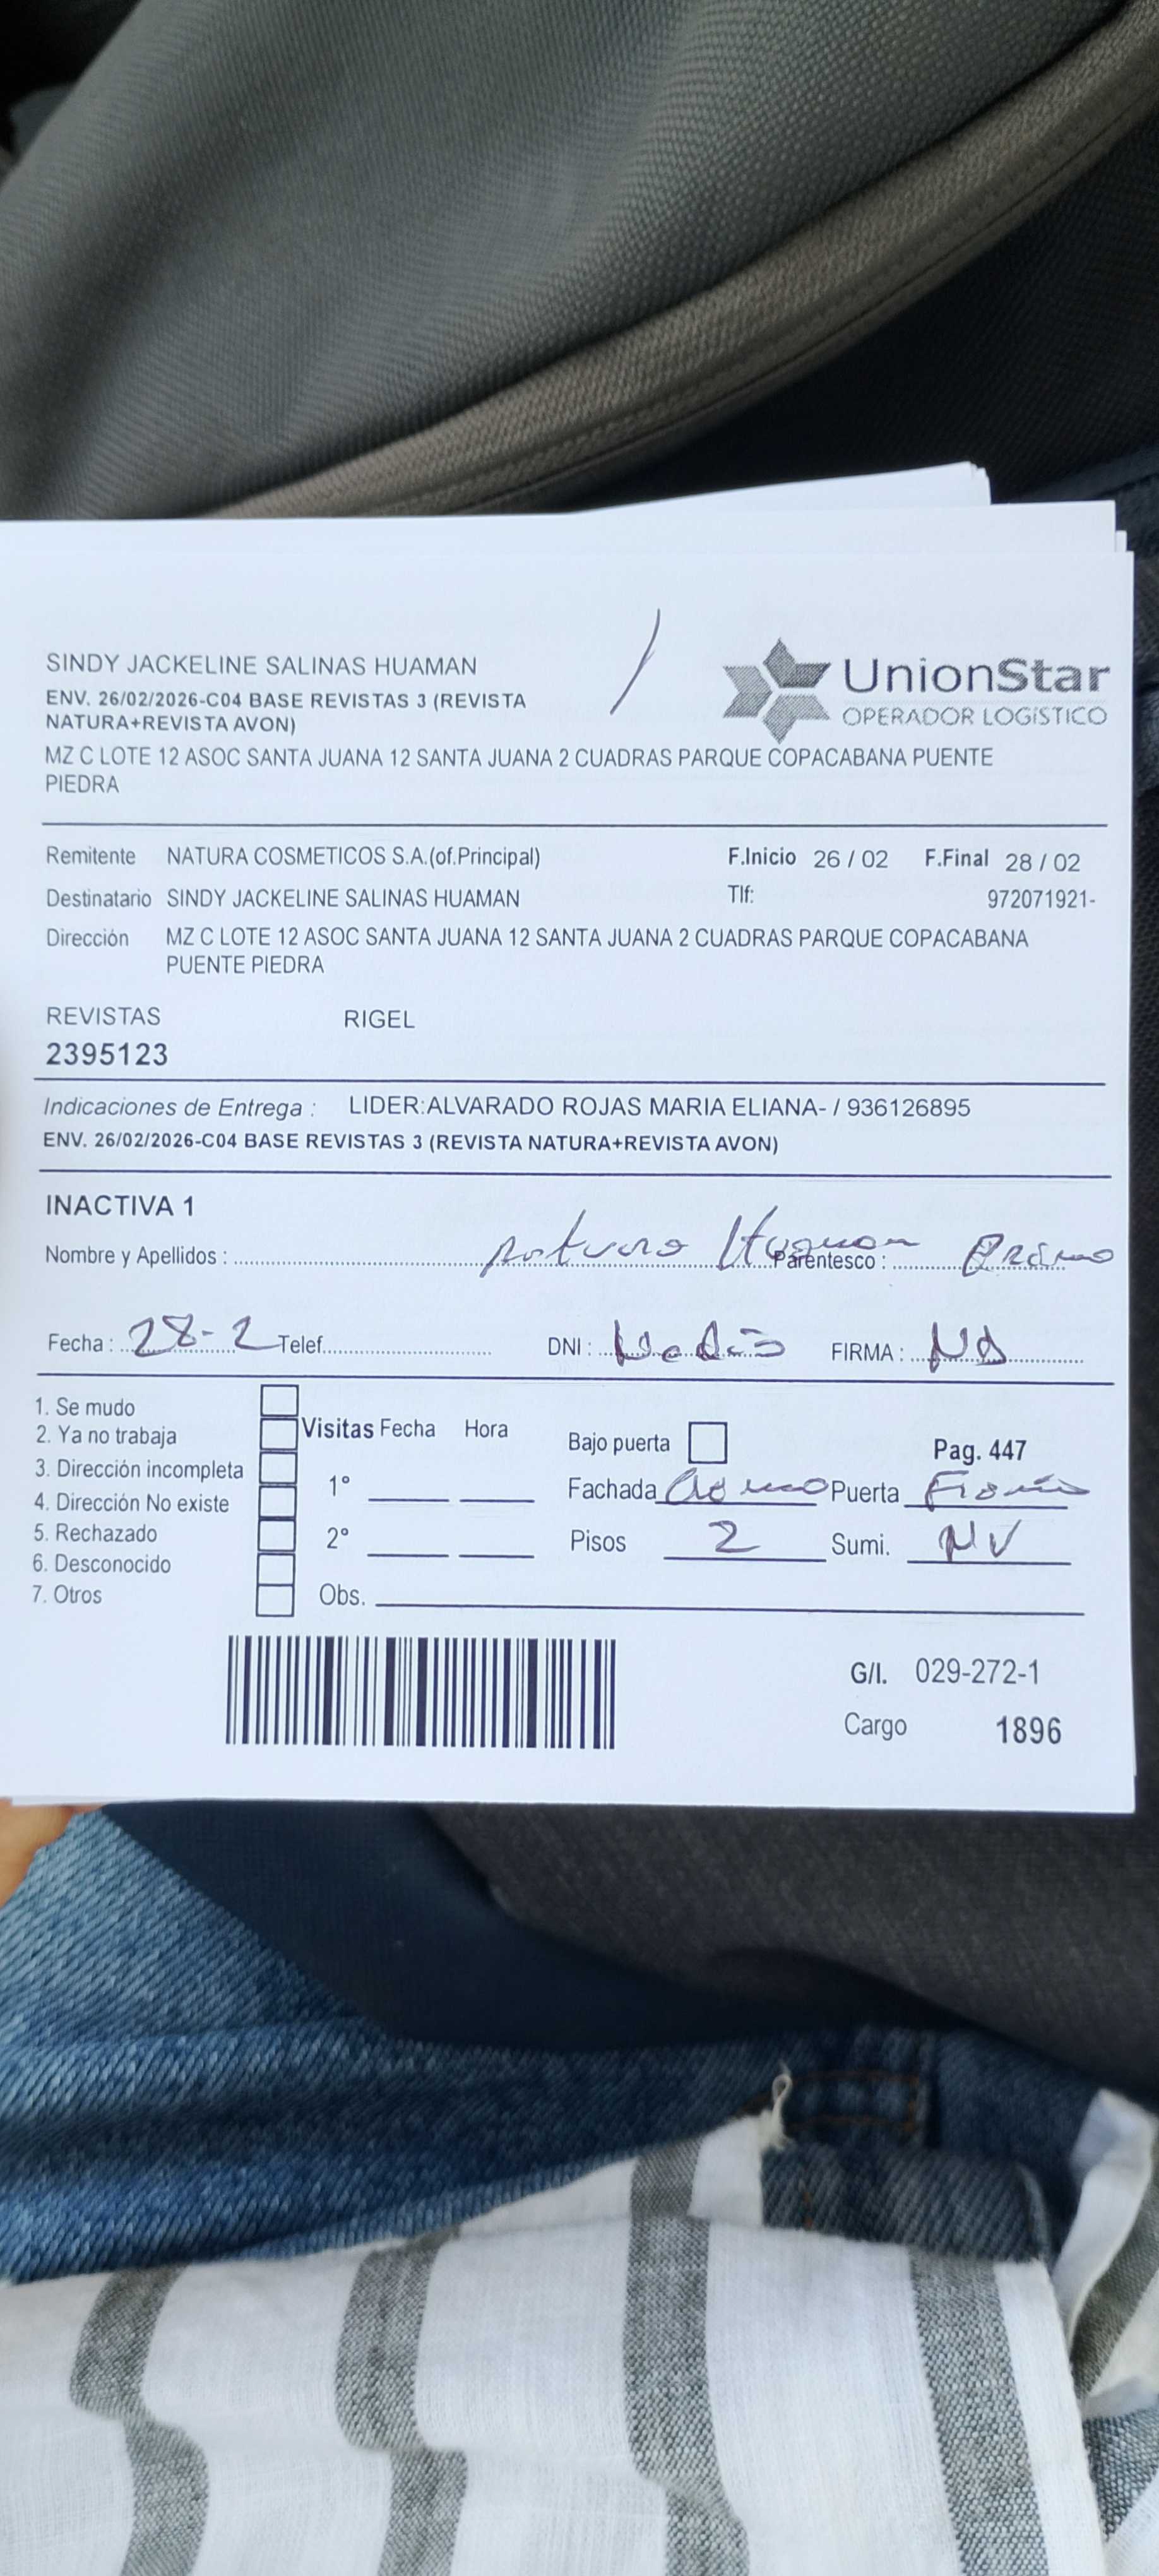 SINDY JACKELINE SALINAS HUAMAN
ENV. 26/02/2026-C04 BASE REVISTAS 3 (REVISTA
NATURA+REVISTA AVON)
UnionStar
OPERADOR LOGÍSTICO
MZ C LOTE 12 ASOC SANTA JUANA 12 SANTA JUANA 2 CUADRAS PARQUE COPACABANA PUENTE
PIEDRA
Remitente NATURA COSMETICOS S.A.(of.Principal) F.Inicio 26 / 02 F.Final 28 / 02
Destinatario SINDY JACKELINE SALINAS HUAMAN Tlf: 972071921-
Dirección MZ C LOTE 12 ASOC SANTA JUANA 12 SANTA JUANA 2 CUADRAS PARQUE COPACABANA
PUENTE PIEDRA
REVISTAS RIGEL
2395123
Indicaciones de Entrega : LIDER:ALVARADO ROJAS MARIA ELIANA- / 936126895
ENV. 26/02/2026-C04 BASE REVISTAS 3 (REVISTA NATURA+REVISTA AVON)
INACTIVA 1
Nombre y Apellidos : Arturo Huaman Parentesco : Primo
Fecha : 28-2 Telef. DNI : FIRMA :
1. Se mudo
2. Ya no trabaja
3. Dirección incompleta
4. Dirección No existe
5. Rechazado
6. Desconocido
7. Otros
Visitas Fecha Hora
1°
2°
Obs.
Bajo puerta Pag. 447
Fachada Puerta
Pisos 2 Sumi. NV
G/I. 029-272-1
Cargo 1896